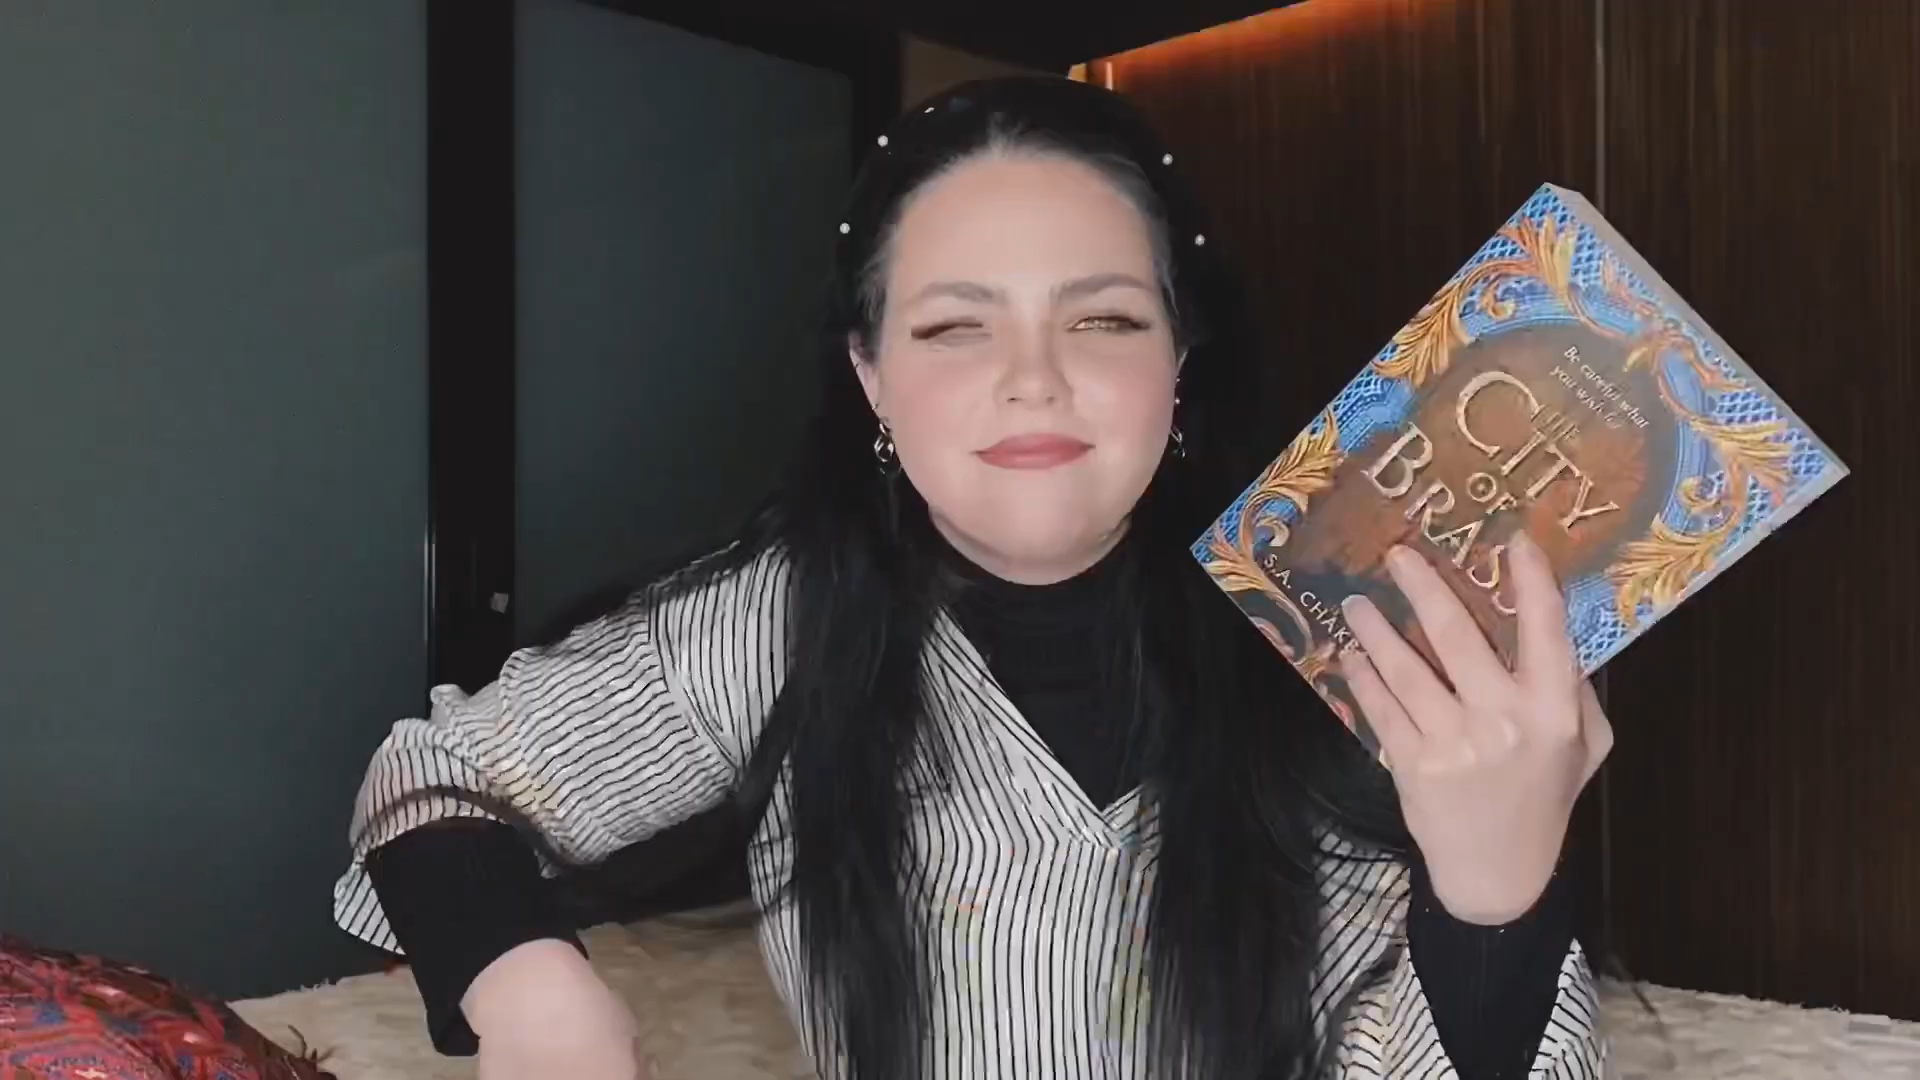 Be careful what
you wish for
THE
CITY
OF
BRASS
S.A. CHAK